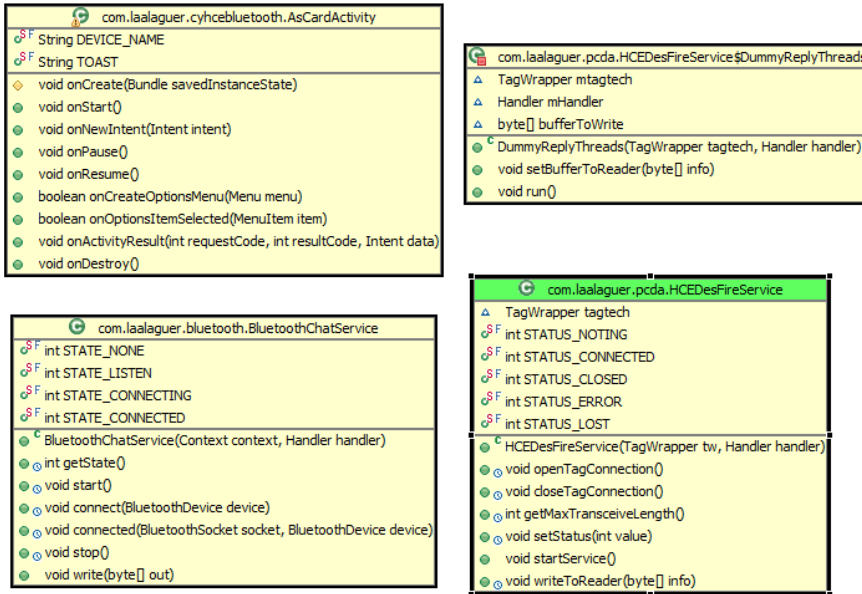 com.laalaguer.cyhcebluetooth.AsCardActivity
S F String DEVICE_NAME
S F String TOAST
void onCreate(Bundle savedInstanceState)
void onStart()
void onNewIntent(Intent intent)
void onPause()
void onResume()
boolean onCreateOptionsMenu(Menu menu)
boolean onOptionsItemSelected(MenuItem item)
void onActivityResult(int requestCode, int resultCode, Intent data)
void onDestroy()
com.laalaguer.pcda.HCEDesFireService$DummyReplyThreads
TagWrapper mtagtech
Handler mHandler
byte[] bufferToWrite
C DummyReplyThreads(TagWrapper tagtech, Handler handler)
void setBufferToReader(byte[] info)
void run()
com.laalaguer.bluetooth.BluetoothChatService
S F int STATE_NONE
S F int STATE_LISTEN
S F int STATE_CONNECTING
S F int STATE_CONNECTED
C BluetoothChatService(Context context, Handler handler)
int getState()
void start()
void connect(BluetoothDevice device)
void connected(BluetoothSocket socket, BluetoothDevice device)
void stop()
void write(byte[] out)
com.laalaguer.pcda.HCEDesFireService
TagWrapper tagtech
S F int STATUS_NOTING
S F int STATUS_CONNECTED
S F int STATUS_CLOSED
S F int STATUS_ERROR
S F int STATUS_LOST
C HCEDesFireService(TagWrapper tw, Handler handler)
void openTagConnection()
void closeTagConnection()
int getMaxTransceiveLength()
void setStatus(int value)
void startService()
void writeToReader(byte[] info)